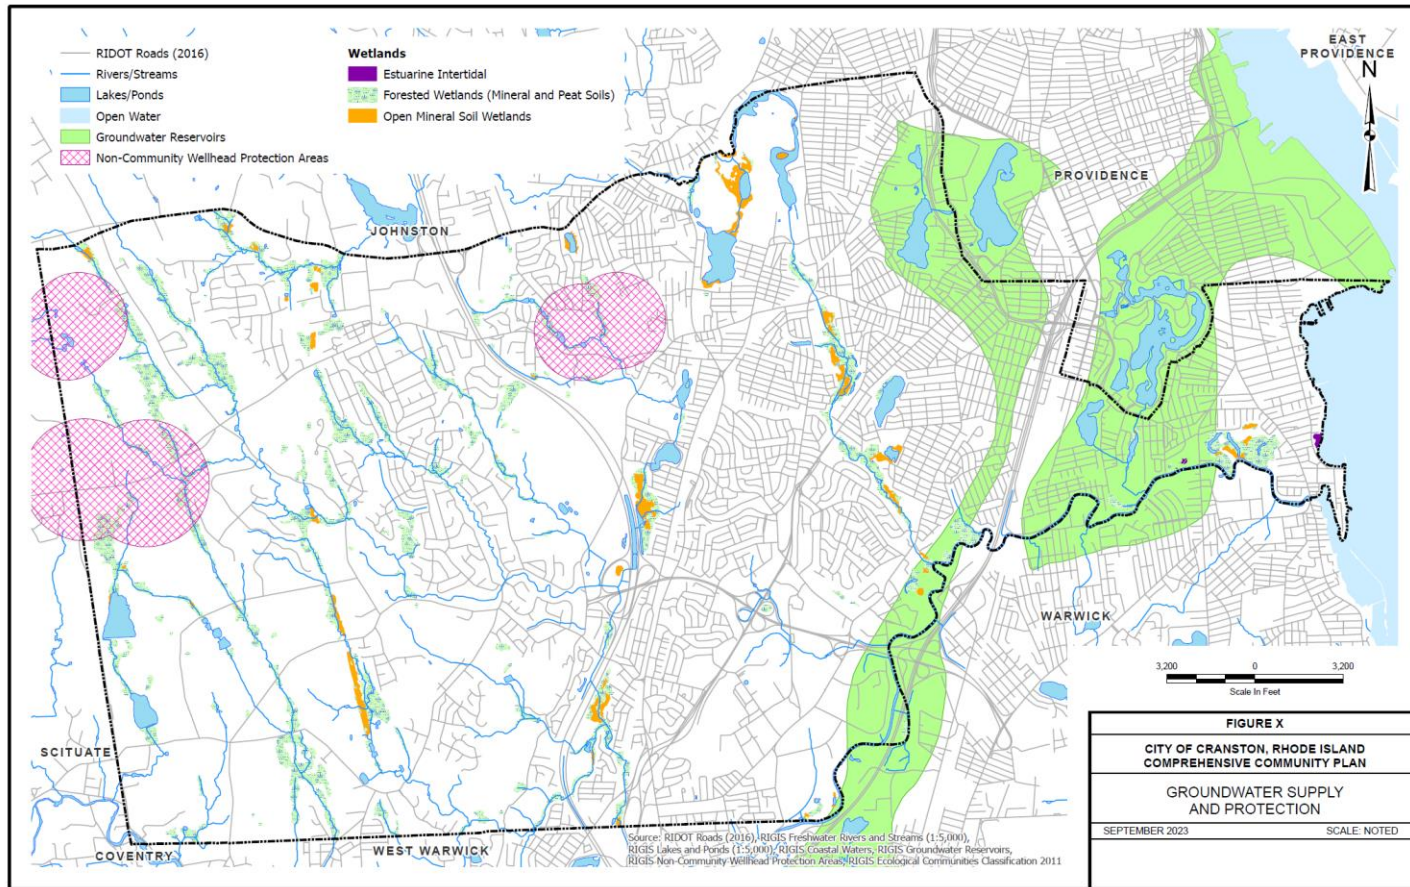 RIDOT Roads (2016)
Rivers/Streams
Lakes/Ponds
Open Water
Groundwater Reservoirs
Non-Community Wellhead Protection Areas
Wetlands
Estuarine Intertidal
Forested Wetlands (Mineral and Peat Soils)
Open Mineral Soil Wetlands
EAST
PROVIDENCE
N
PROVIDENCE
JOHNSTON
WARWICK
SCITUATE
COVENTRY
WEST WARWICK
3,200 0 3,200
Scale In Feet
Source: RIDOT Roads (2016), RIGIS Freshwater Rivers and Streams (1:5,000),
RIGIS Lakes and Ponds (1:5,000), RIGIS Coastal Waters, RIGIS Groundwater Reservoirs,
RIGIS Non-Community Wellhead Protection Areas, RIGIS Ecological Communities Classification 2011
FIGURE X
CITY OF CRANSTON, RHODE ISLAND
COMPREHENSIVE COMMUNITY PLAN
GROUNDWATER SUPPLY
AND PROTECTION
SEPTEMBER 2023 SCALE: NOTED